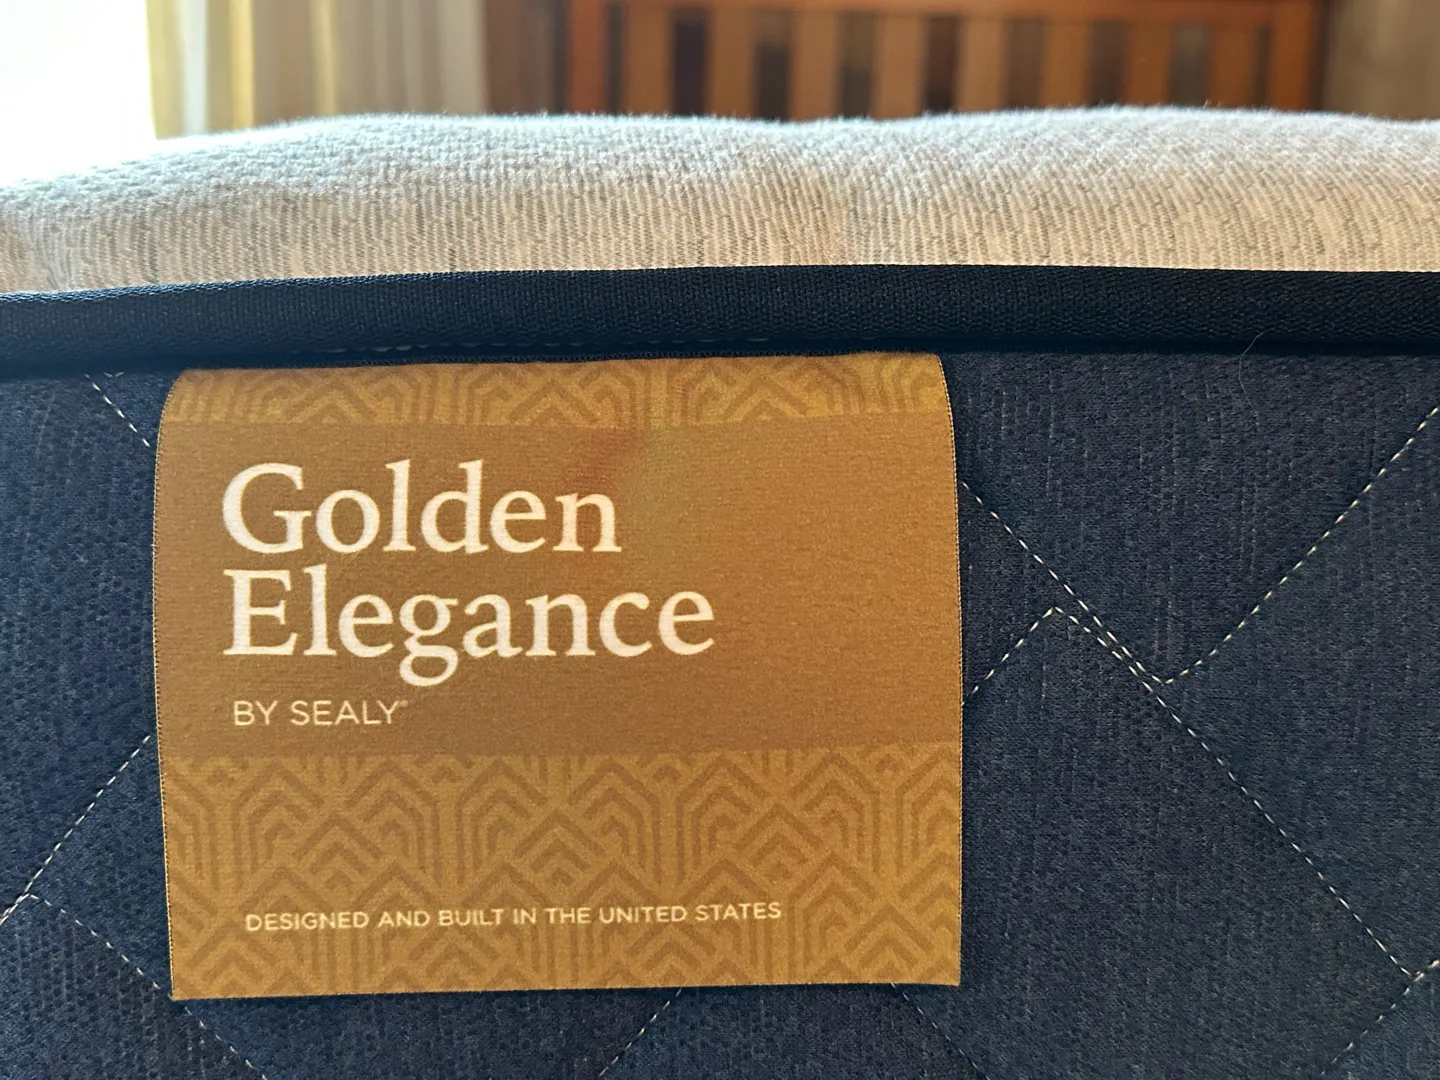 Golden
Elegance
BY SEALY®
DESIGNED AND BUILT IN THE UNITED STATES